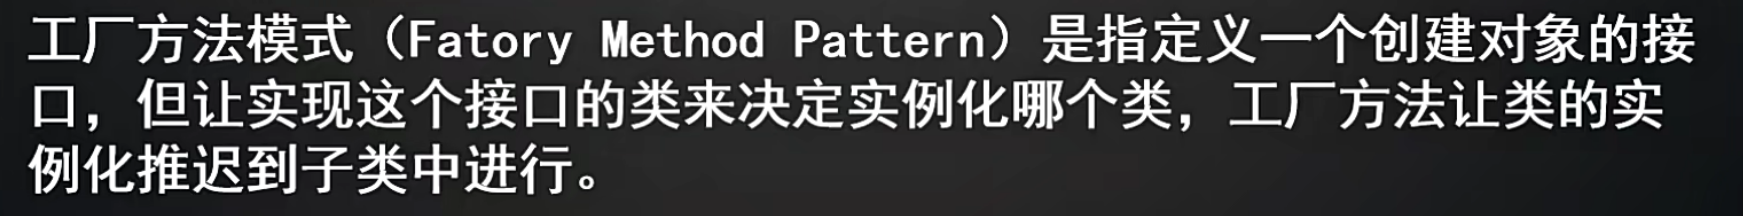 工厂方法模式（Fatory Method Pattern）是指定义一个创建对象的接
口，但让实现这个接口的类来决定实例化哪个类，工厂方法让类的实
例化推迟到子类中进行。